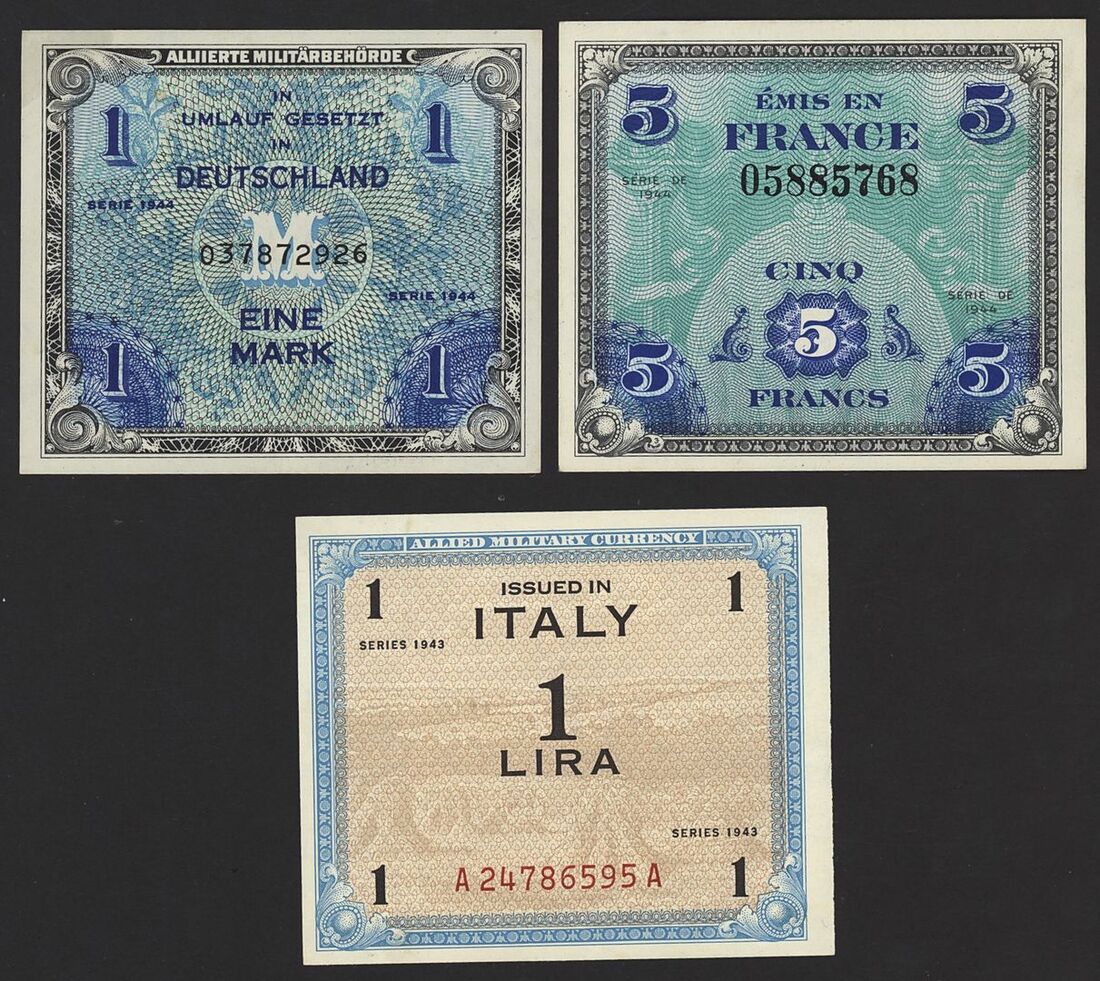 ALLIIERTE MILITÄRBEHÖRDE
1 1
IN
UMLAUF GESETZT
IN
DEUTSCHLAND
SERIE 1944
M
037872926
SERIE 1944
EINE
MARK
1 1
5 5
ÉMIS EN
FRANCE
SÉRIE DE
1944
05885768
CINQ
SÉRIE DE
1944
5
5 5
FRANCS
ALLIED MILITARY CURRENCY
1 1
ISSUED IN
ITALY
SERIES 1943
1
LIRA
SERIES 1943
1 1
A24786595A